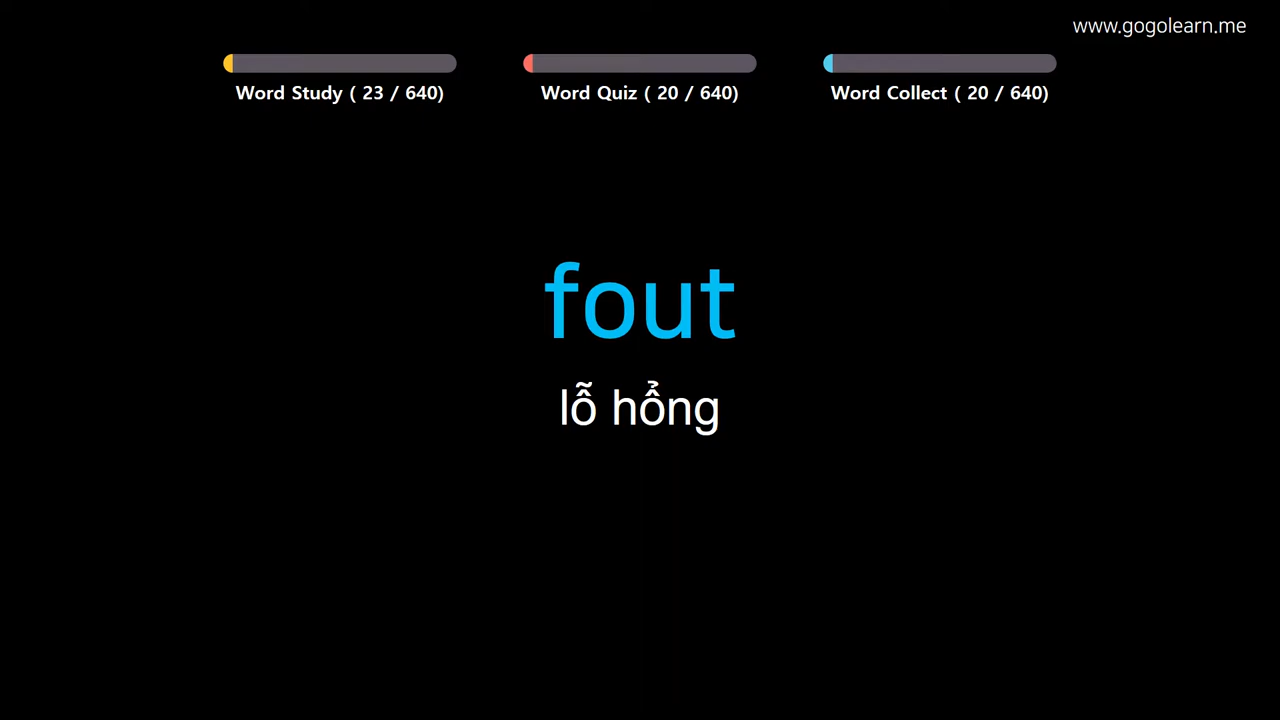 www.gogolearn.me
Word Study ( 23 / 640)
Word Quiz ( 20 / 640)
Word Collect ( 20 / 640)
fout
lỗ hổng